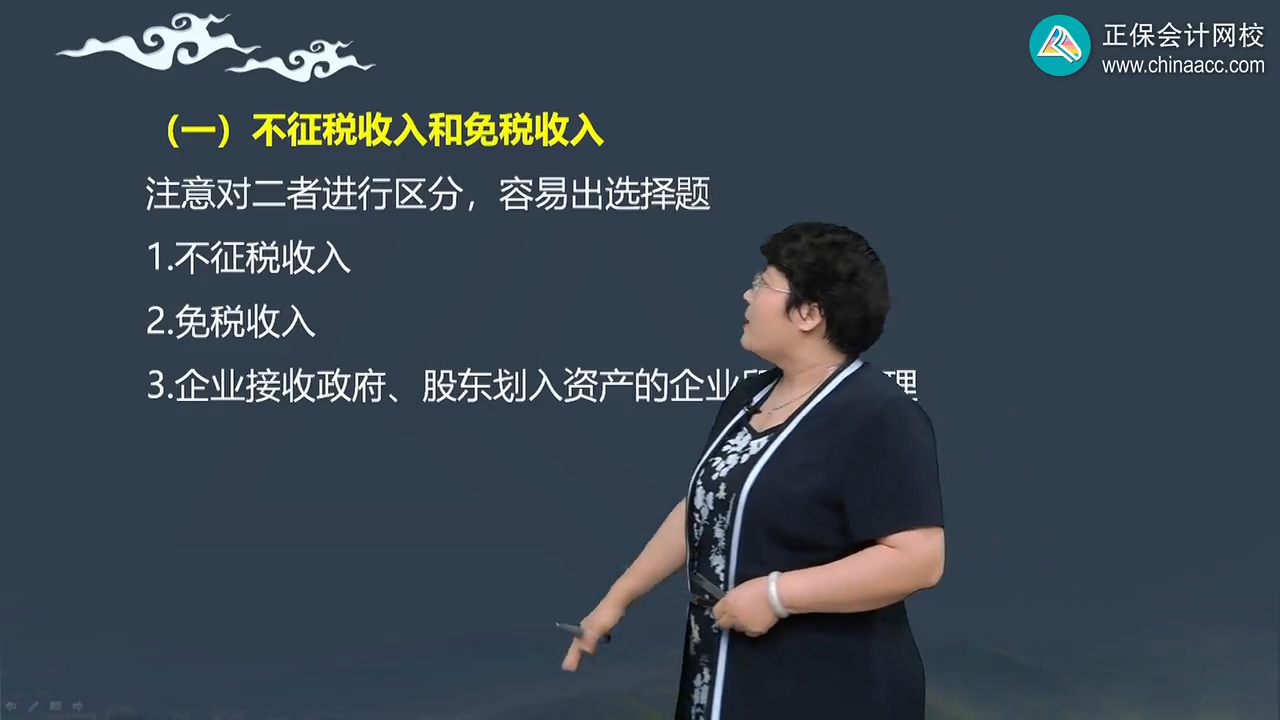 正保会计网校
www.chinaacc.com
（一）不征税收入和免税收入
注意对二者进行区分，容易出选择题
1.不征税收入
2.免税收入
3.企业接收政府、股东划入资产的企业 理